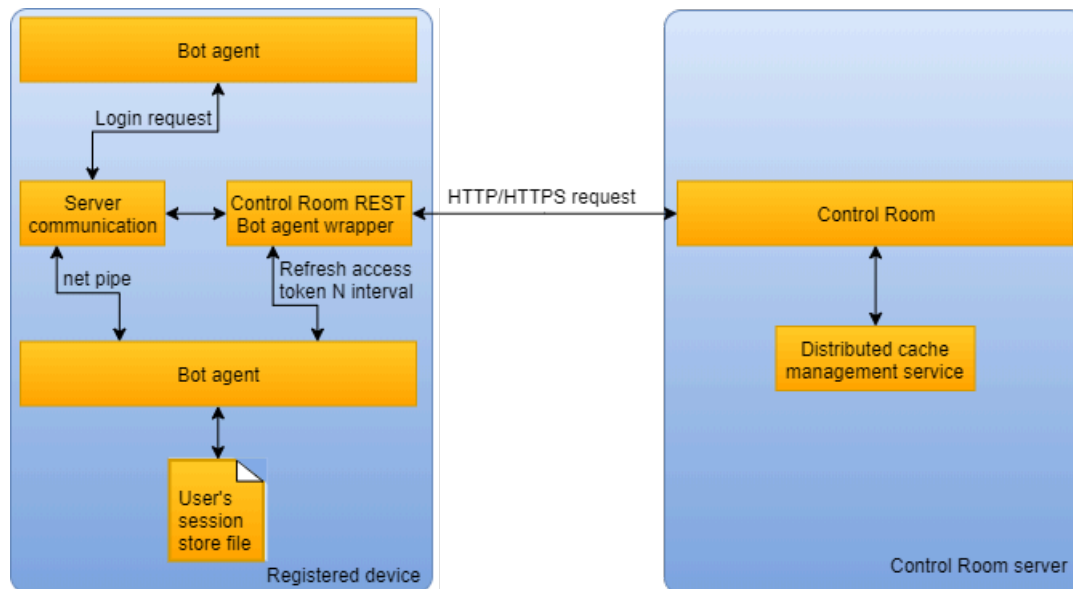 Bot agent
Login request
Server
communication
Control Room REST
Bot agent wrapper
HTTP/HTTPS request
Control Room
net pipe
Refresh access
token N interval
Distributed cache
management service
Bot agent
User's
session
store file
Registered device
Control Room server